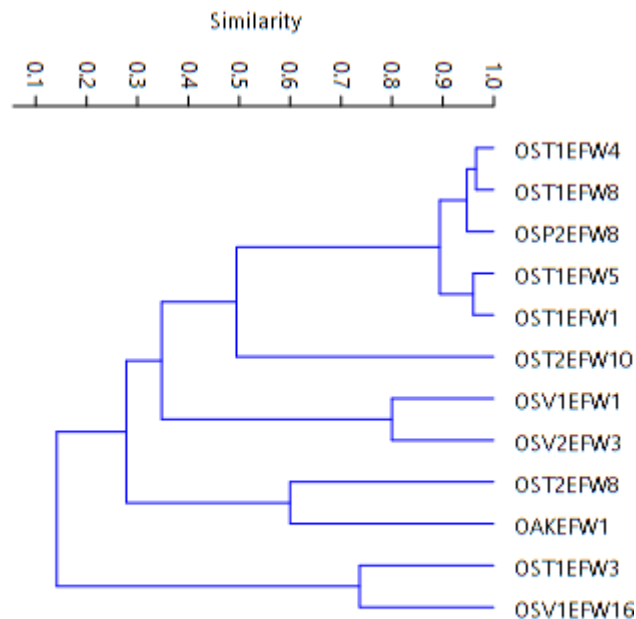 Similarity
0.1 0.2 0.3 0.4 0.5 0.6 0.7 0.8 0.9 1.0
OST1EFW4
OST1EFW8
OSP2EFW8
OST1EFW5
OST1EFW1
OST2EFW10
OSV1EFW1
OSV2EFW3
OST2EFW8
OAKEFW1
OST1EFW3
OSV1EFW16